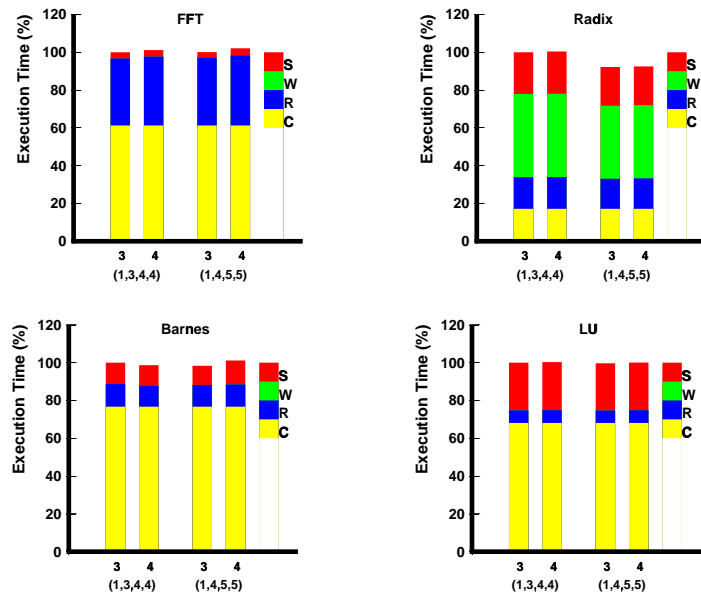 FFT
Execution Time (%)
120
100
80
60
40
20
0
S
W
R
C
3 4 3 4
(1,3,4,4) (1,4,5,5)
Radix
Execution Time (%)
120
100
80
60
40
20
0
S
W
R
C
3 4 3 4
(1,3,4,4) (1,4,5,5)
Barnes
Execution Time (%)
120
100
80
60
40
20
0
S
W
R
C
3 4 3 4
(1,3,4,4) (1,4,5,5)
LU
Execution Time (%)
120
100
80
60
40
20
0
S
W
R
C
3 4 3 4
(1,3,4,4) (1,4,5,5)